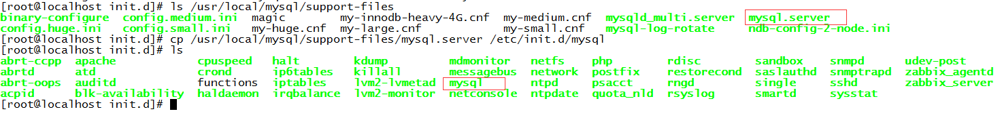 [root@localhost init.d]# ls /usr/local/mysql/support-files
binary-configure config.medium.ini magic my-innodb-heavy-4G.cnf my-medium.cnf mysqld_multi.server mysql.server
config.huge.ini config.small.ini my-huge.cnf my-large.cnf my-small.cnf mysql-log-rotate ndb-config-2-node.ini
[root@localhost init.d]# cp /usr/local/mysql/support-files/mysql.server /etc/init.d/mysql
[root@localhost init.d]# ls
abrt-ccpp apache cpuspeed halt kdump mdmonitor netfs php rdisc sandbox snmpd udev-post
abrtd atd crond ip6tables killall messagebus network postfix restorecond saslauthd snmptrapd zabbix_agentd
abrt-oops auditd functions iptables lvm2-lvmetad mysql ntpd psacct rngd single sshd zabbix_server
acpid blk-availability haldaemon irqbalance lvm2-monitor netconsole ntpdate quota_nld rsyslog smartd sysstat
[root@localhost init.d]#